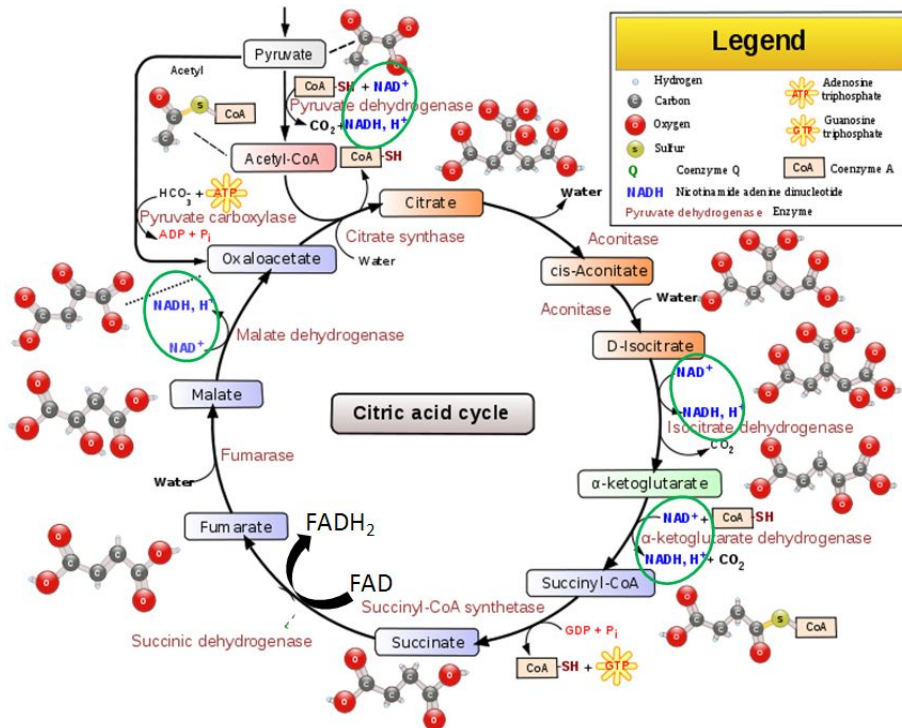 Legend
Hydrogen
Carbon
Oxygen
Sulfur
Q Coenzyme Q
NADH Nicotinamide adenine dinucleotide
Pyruvate dehydrogenase Enzyme
ATP Adenosine
triphosphate
GTP Guanosine
triphosphate
CoA Coenzyme A
Pyruvate
Acetyl
S CoA
CoA-SH + NAD+
Pyruvate dehydrogenase
CO2 + NADH, H+
Acetyl-CoA
CoA-SH
HCO3- + ATP
Pyruvate carboxylase
ADP + Pi
Citrate
Water
Citrate synthase
Water
Aconitase
cis-Aconitate
Aconitase
Water
D-Isocitrate
NAD+
NADH, H+
Isocitrate dehydrogenase
CO2
α-ketoglutarate
NAD+ + CoA-SH
α-ketoglutarate dehydrogenase
NADH, H+ + CO2
Succinyl-CoA
S CoA
Succinyl-CoA synthetase
GDP + Pi
CoA-SH + GTP
Succinate
Succinic dehydrogenase
FAD
FADH2
Fumarate
Water
Fumarase
Malate
NAD+
Malate dehydrogenase
NADH, H+
Oxaloacetate
Citric acid cycle